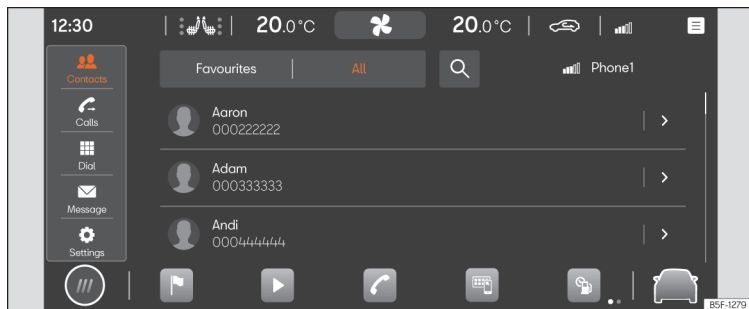 12:30
20.0°C
20.0°C
Favourites
All
Phone1
Contacts
Calls
Dial
Message
Settings
Aaron
000222222
Adam
000333333
Andi
000444444
B5F-1279